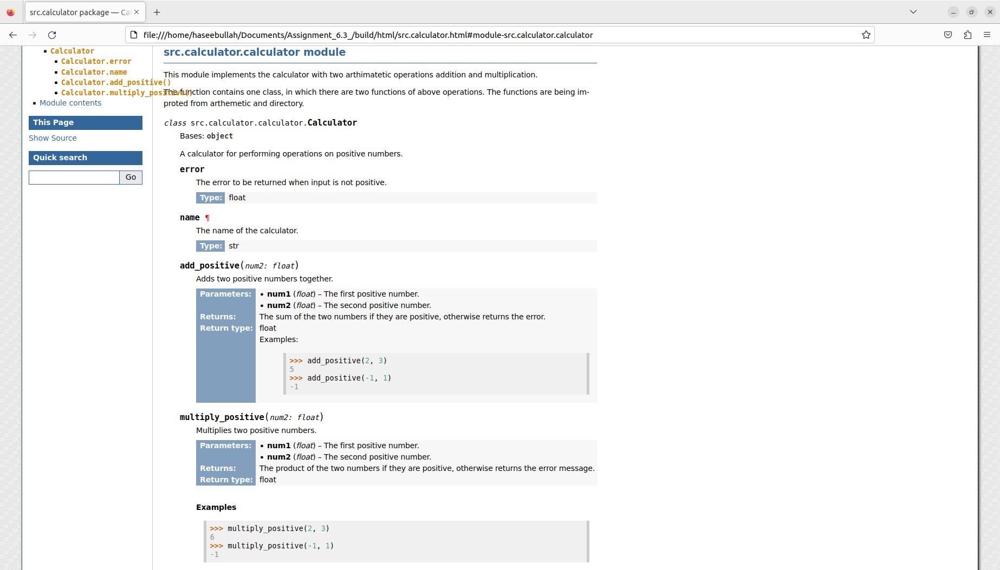 src.calculator package — Cal
file:///home/haseebullah/Documents/Assignment_6.3_/build/html/src.calculator.html#module-src.calculator.calculator
Calculator
Calculator.error
Calculator.name
Calculator.add_positive()
Calculator.multiply_positive()
Module contents
This Page
Show Source
Quick search
Go
src.calculator.calculator module
This module implements the calculator with two arthimatetic operations addition and multiplication.
The function contains one class, in which there are two functions of above operations. The functions are being im-
proted from arthemetic and directory.
class src.calculator.calculator.Calculator
Bases: object
A calculator for performing operations on positive numbers.
error
The error to be returned when input is not positive.
Type: float
name ¶
The name of the calculator.
Type: str
add_positive(num2: float)
Adds two positive numbers together.
Parameters: • num1 (float) – The first positive number.
• num2 (float) – The second positive number.
Returns: The sum of the two numbers if they are positive, otherwise returns the error.
Return type: float
Examples:
>>> add_positive(2, 3)
5
>>> add_positive(-1, 1)
-1
multiply_positive(num2: float)
Multiplies two positive numbers.
Parameters: • num1 (float) – The first positive number.
• num2 (float) – The second positive number.
Returns: The product of the two numbers if they are positive, otherwise returns the error message.
Return type: float
Examples
>>> multiply_positive(2, 3)
6
>>> multiply_positive(-1, 1)
-1